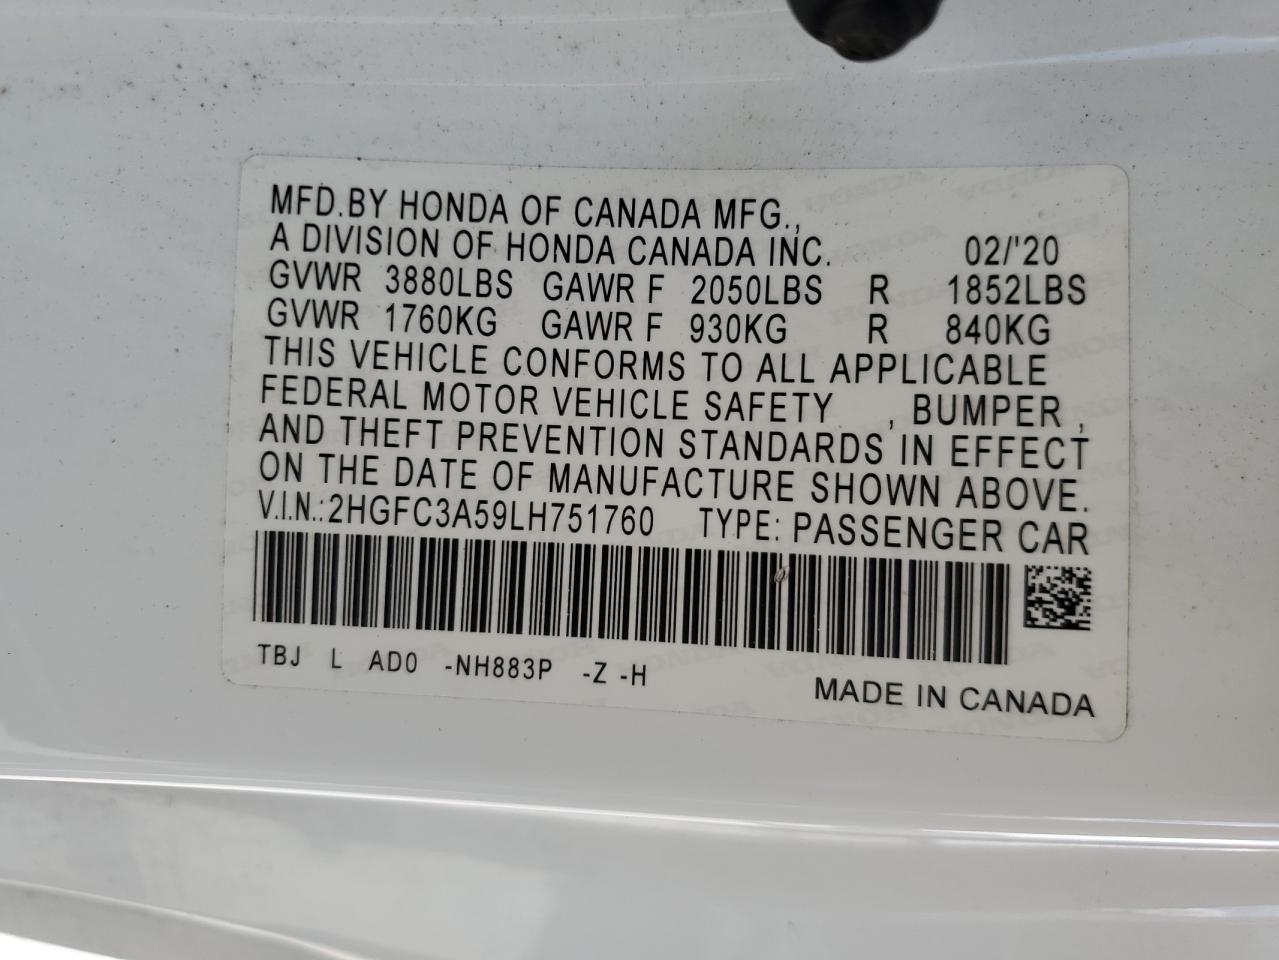 MFD.BY HONDA OF CANADA MFG.,
A DIVISION OF HONDA CANADA INC. 02/'20
GVWR 3880LBS GAWR F 2050LBS R 1852LBS
GVWR 1760KG GAWR F 930KG R 840KG
THIS VEHICLE CONFORMS TO ALL APPLICABLE
FEDERAL MOTOR VEHICLE SAFETY , BUMPER ,
AND THEFT PREVENTION STANDARDS IN EFFECT
ON THE DATE OF MANUFACTURE SHOWN ABOVE.
V.I.N.: 2HGFC3A59LH751760 TYPE: PASSENGER CAR
TBJ L AD0 -NH883P -Z -H
MADE IN CANADA